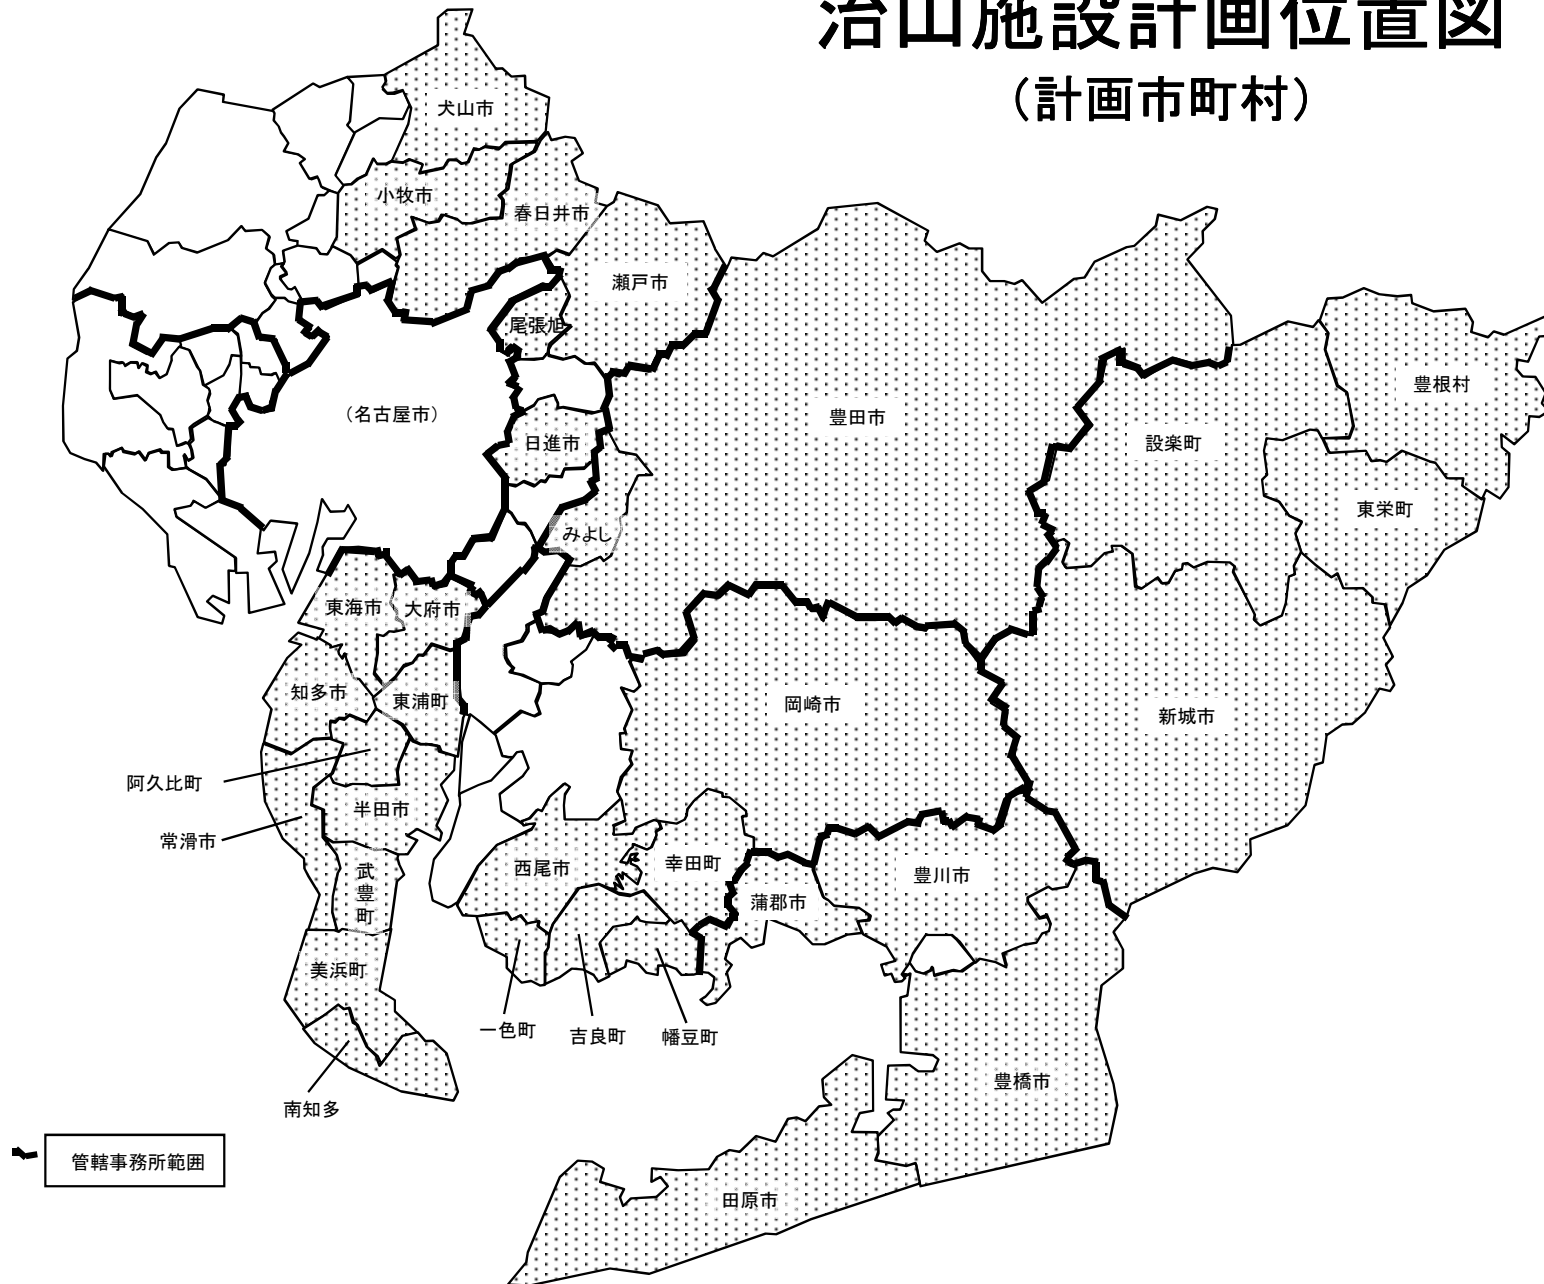 治山施設計画位置図
（計画市町村）
犬山市
小牧市
春日井市
瀬戸市
尾張旭
（名古屋市）
日進市
みよし
豊田市
設楽町
豊根村
東栄町
東海市
大府市
知多市
東浦町
岡崎市
新城市
阿久比町
半田市
常滑市
武豊町
西尾市
幸田町
蒲郡市
豊川市
美浜町
一色町
吉良町
幡豆町
南知多
豊橋市
田原市
管轄事務所範囲